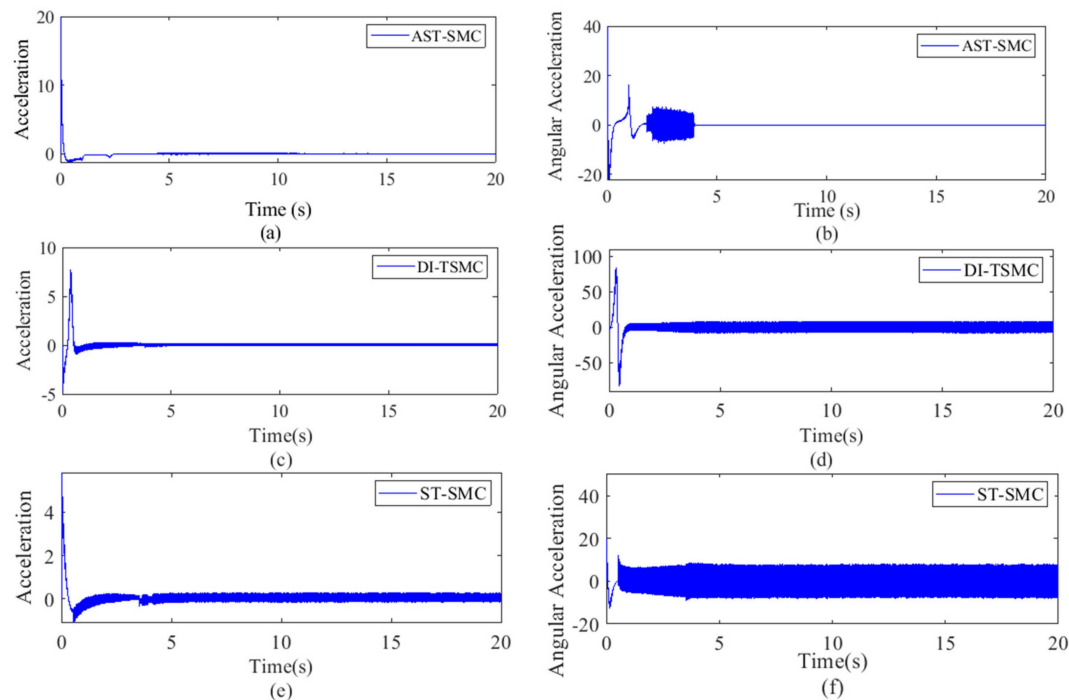 20
10
0
Acceleration
AST-SMC
0
5
10
15
20
Time (s)
(a)
40
20
0
-20
Angular Acceleration
AST-SMC
0
5
10
15
20
Time (s)
(b)
10
5
0
-5
Acceleration
DI-TSMC
0
5
10
15
20
Time(s)
(c)
100
50
0
-50
Angular Acceleration
DI-TSMC
0
5
10
15
20
Time(s)
(d)
4
2
0
Acceleration
ST-SMC
0
5
10
15
20
Time(s)
(e)
40
20
0
-20
Angular Acceleration
ST-SMC
0
5
10
15
20
Time(s)
(f)